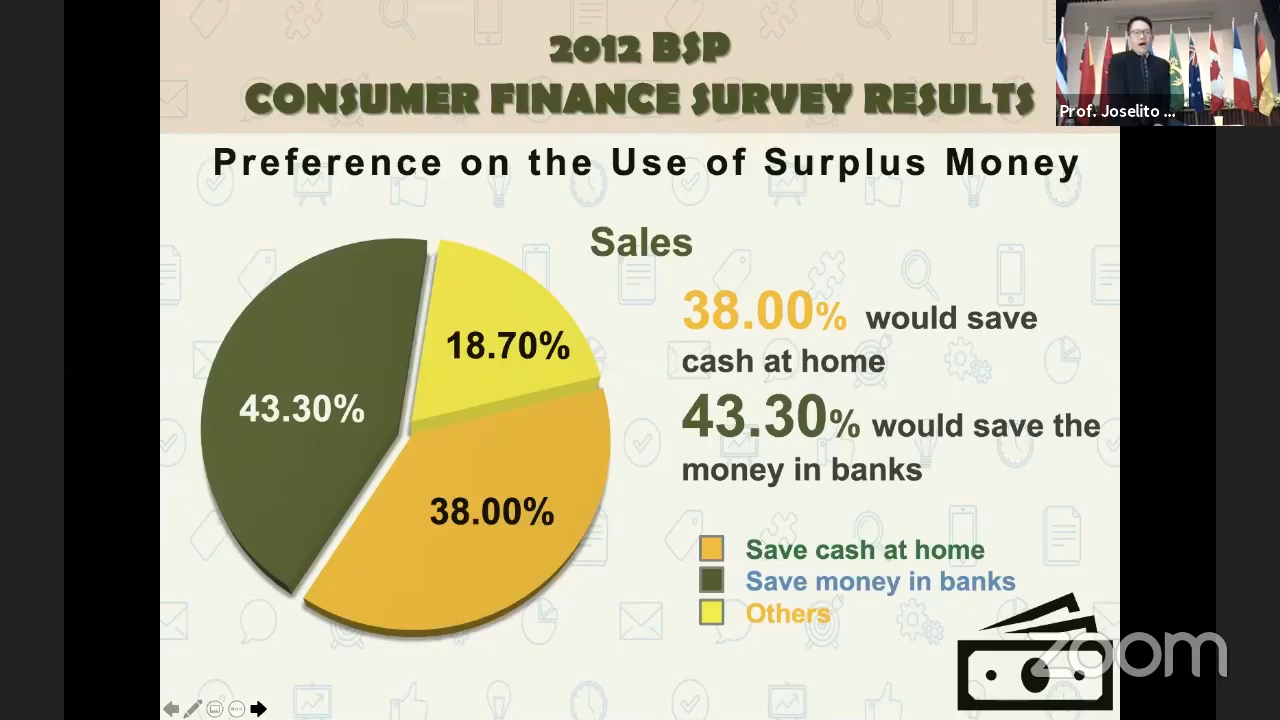 2012 BSP
CONSUMER FINANCE SURVEY RESULTS
Prof. Joselito ...
Preference on the Use of Surplus Money
Sales
18.70%
43.30%
38.00%
38.00% would save
cash at home
43.30% would save the
money in banks
Save cash at home
Save money in banks
Others
zoom